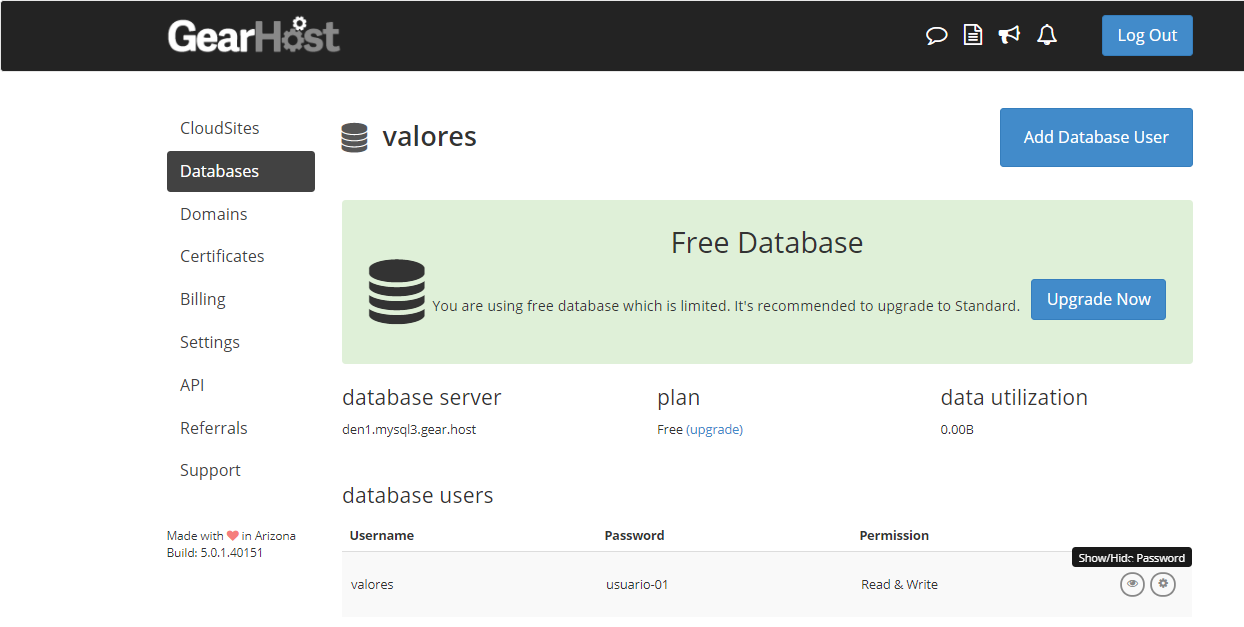 GearHost
Log Out
CloudSites
Databases
Domains
Certificates
Billing
Settings
API
Referrals
Support
Made with in Arizona
Build: 5.0.1.40151
valores
Add Database User
Free Database
You are using free database which is limited. It's recommended to upgrade to Standard.
Upgrade Now
database server
den1.mysql3.gear.host
plan
Free (upgrade)
data utilization
0.00B
database users
Username Password Permission
Show/Hide Password
valores usuario-01 Read & Write